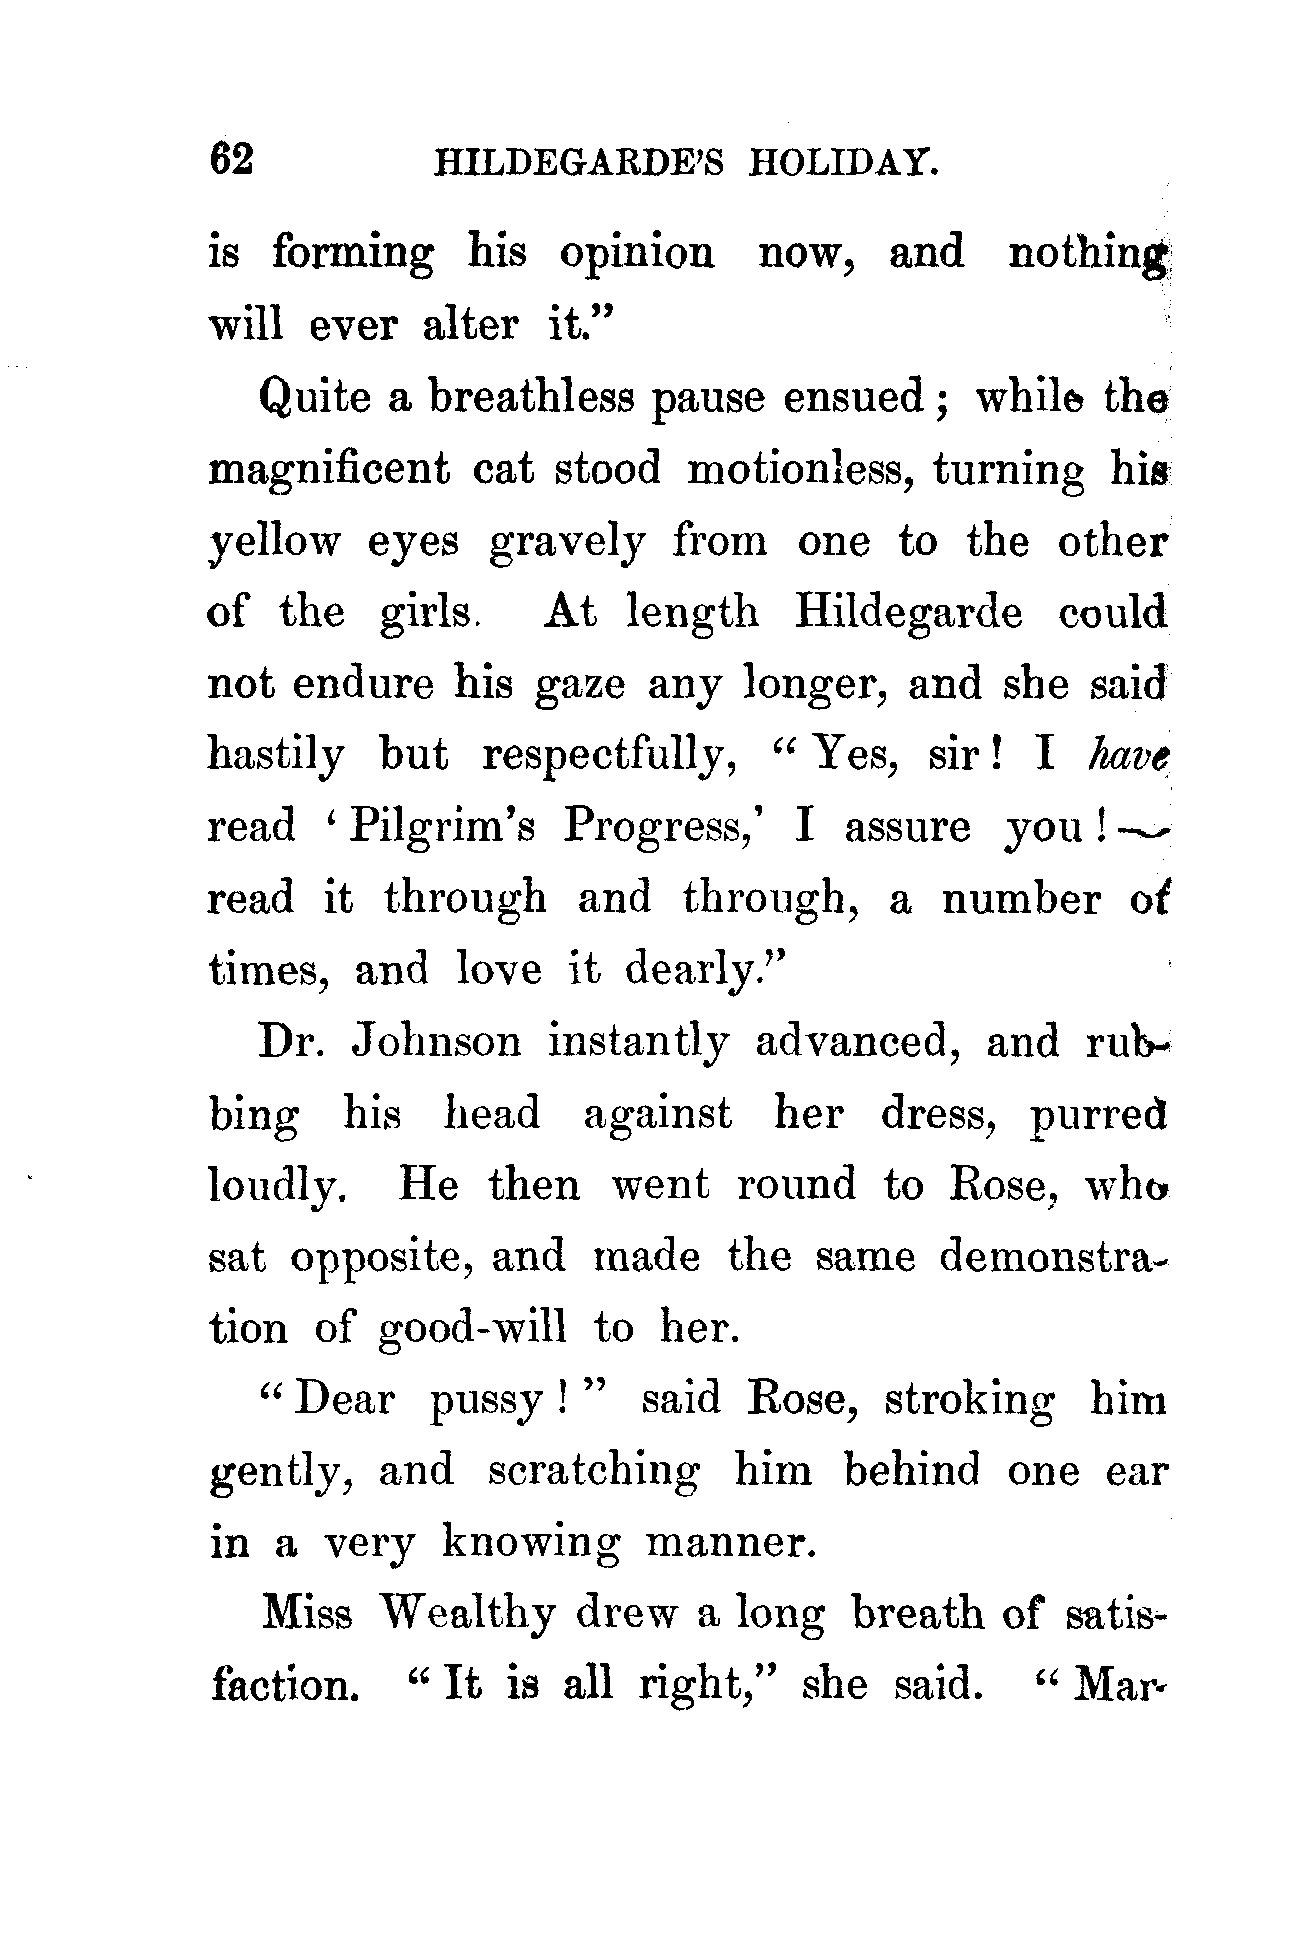 62 HILDEGARDE'S HOLIDAY.
is forming his opinion now, and nothing
will ever alter it."
Quite a breathless pause ensued; while the
magnificent cat stood motionless, turning his
yellow eyes gravely from one to the other
of the girls. At length Hildegarde could
not endure his gaze any longer, and she said
hastily but respectfully, "Yes, sir! I have
read 'Pilgrim's Progress,' I assure you!—
read it through and through, a number of
times, and love it dearly."
Dr. Johnson instantly advanced, and rub-
bing his head against her dress, purred
loudly. He then went round to Rose, who
sat opposite, and made the same demonstra-
tion of good-will to her.
"Dear pussy!" said Rose, stroking him
gently, and scratching him behind one ear
in a very knowing manner.
Miss Wealthy drew a long breath of satis-
faction. "It is all right," she said. "Mar-